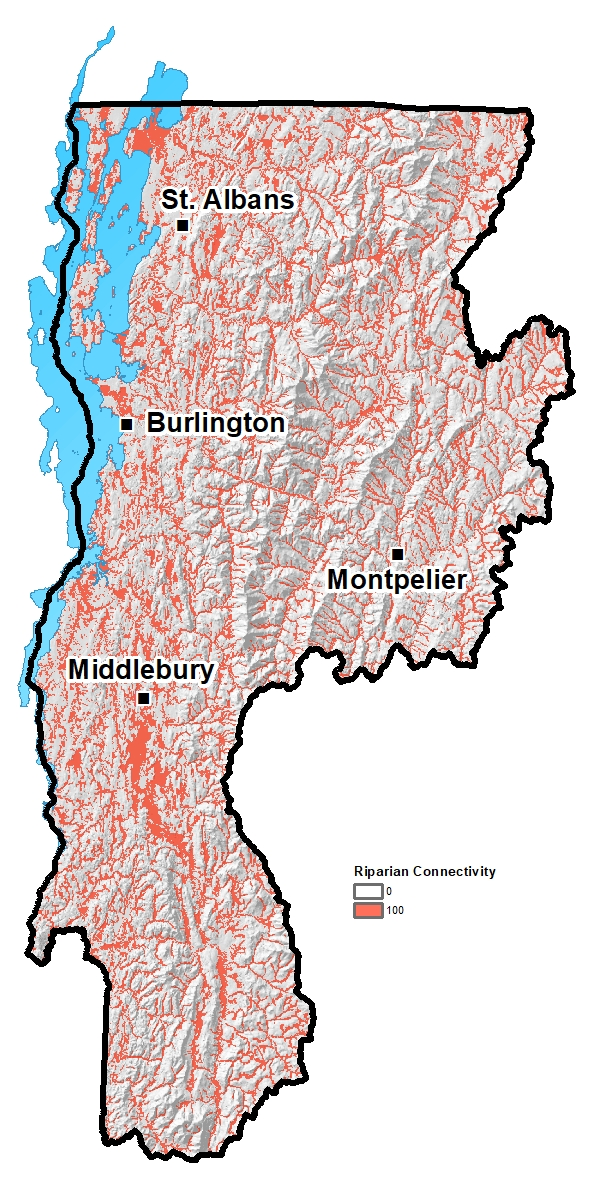 St. Albans
Burlington
Montpelier
Middlebury
Riparian Connectivity
0
100